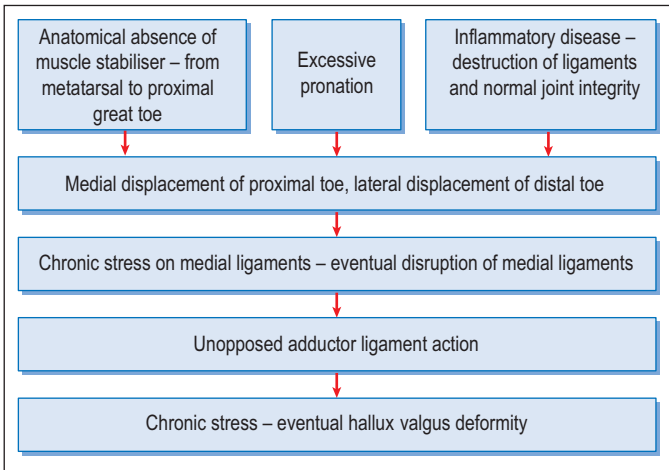 Anatomical absence of
muscle stabiliser – from
metatarsal to proximal
great toe
Excessive
pronation
Inflammatory disease –
destruction of ligaments
and normal joint integrity
Medial displacement of proximal toe, lateral displacement of distal toe
Chronic stress on medial ligaments – eventual disruption of medial ligaments
Unopposed adductor ligament action
Chronic stress – eventual hallux valgus deformity